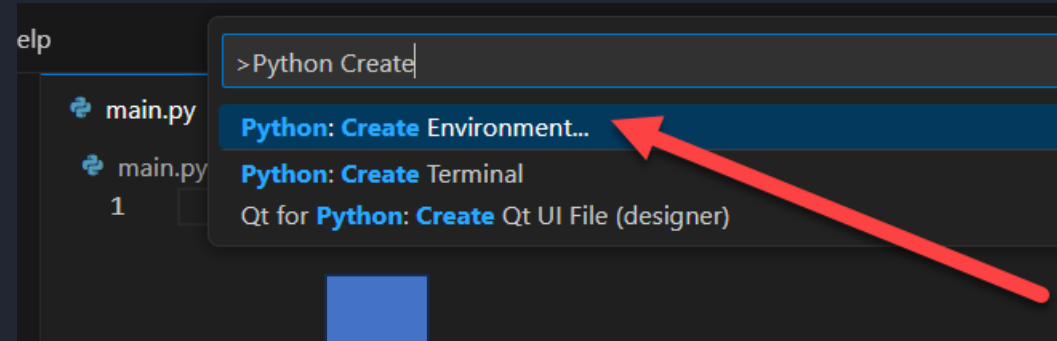 elp
>Python Create
main.py
Python: Create Environment...
main.py
Python: Create Terminal
1
Qt for Python: Create Qt UI File (designer)